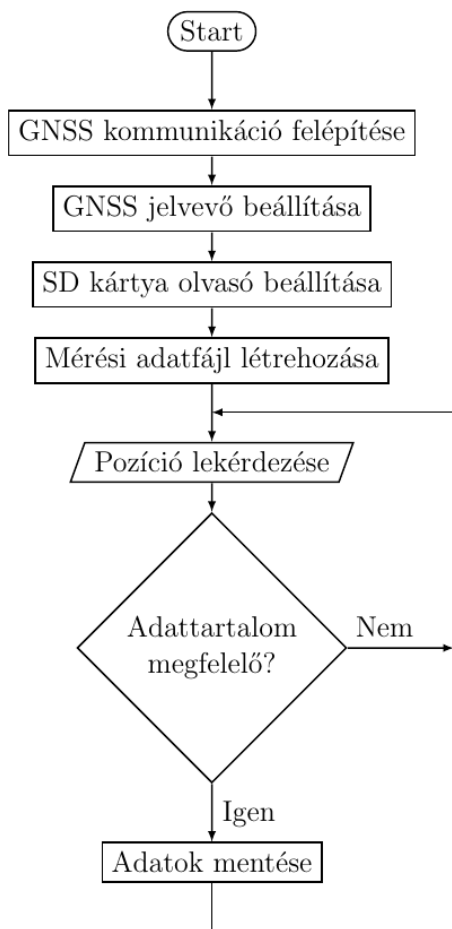 Start
GNSS kommunikáció felépítése
GNSS jelvevő beállítása
SD kártya olvasó beállítása
Mérési adatfájl létrehozása
Pozíció lekérdezése
Adattartalom
megfelelő?
Nem
Igen
Adatok mentése